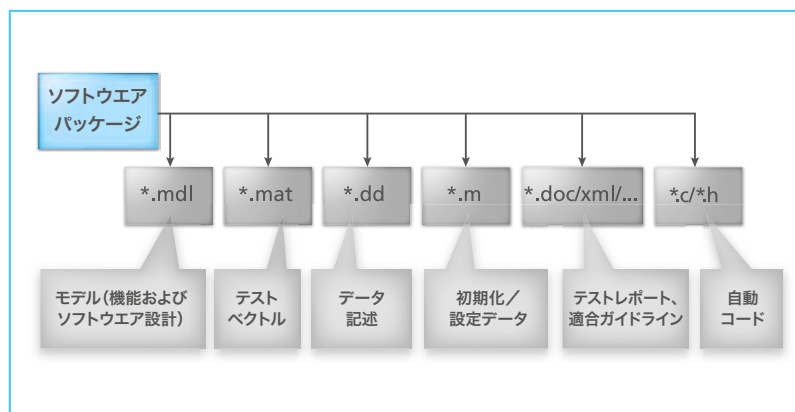 ソフトウエア
パッケージ
*.mdl
*.mat
*.dd
*.m
*.doc/xml/...
*.c/*.h
モデル（機能および
ソフトウエア設計）
テスト
ベクトル
データ
記述
初期化／
設定データ
テストレポート、
適合ガイドライン
自動
コード